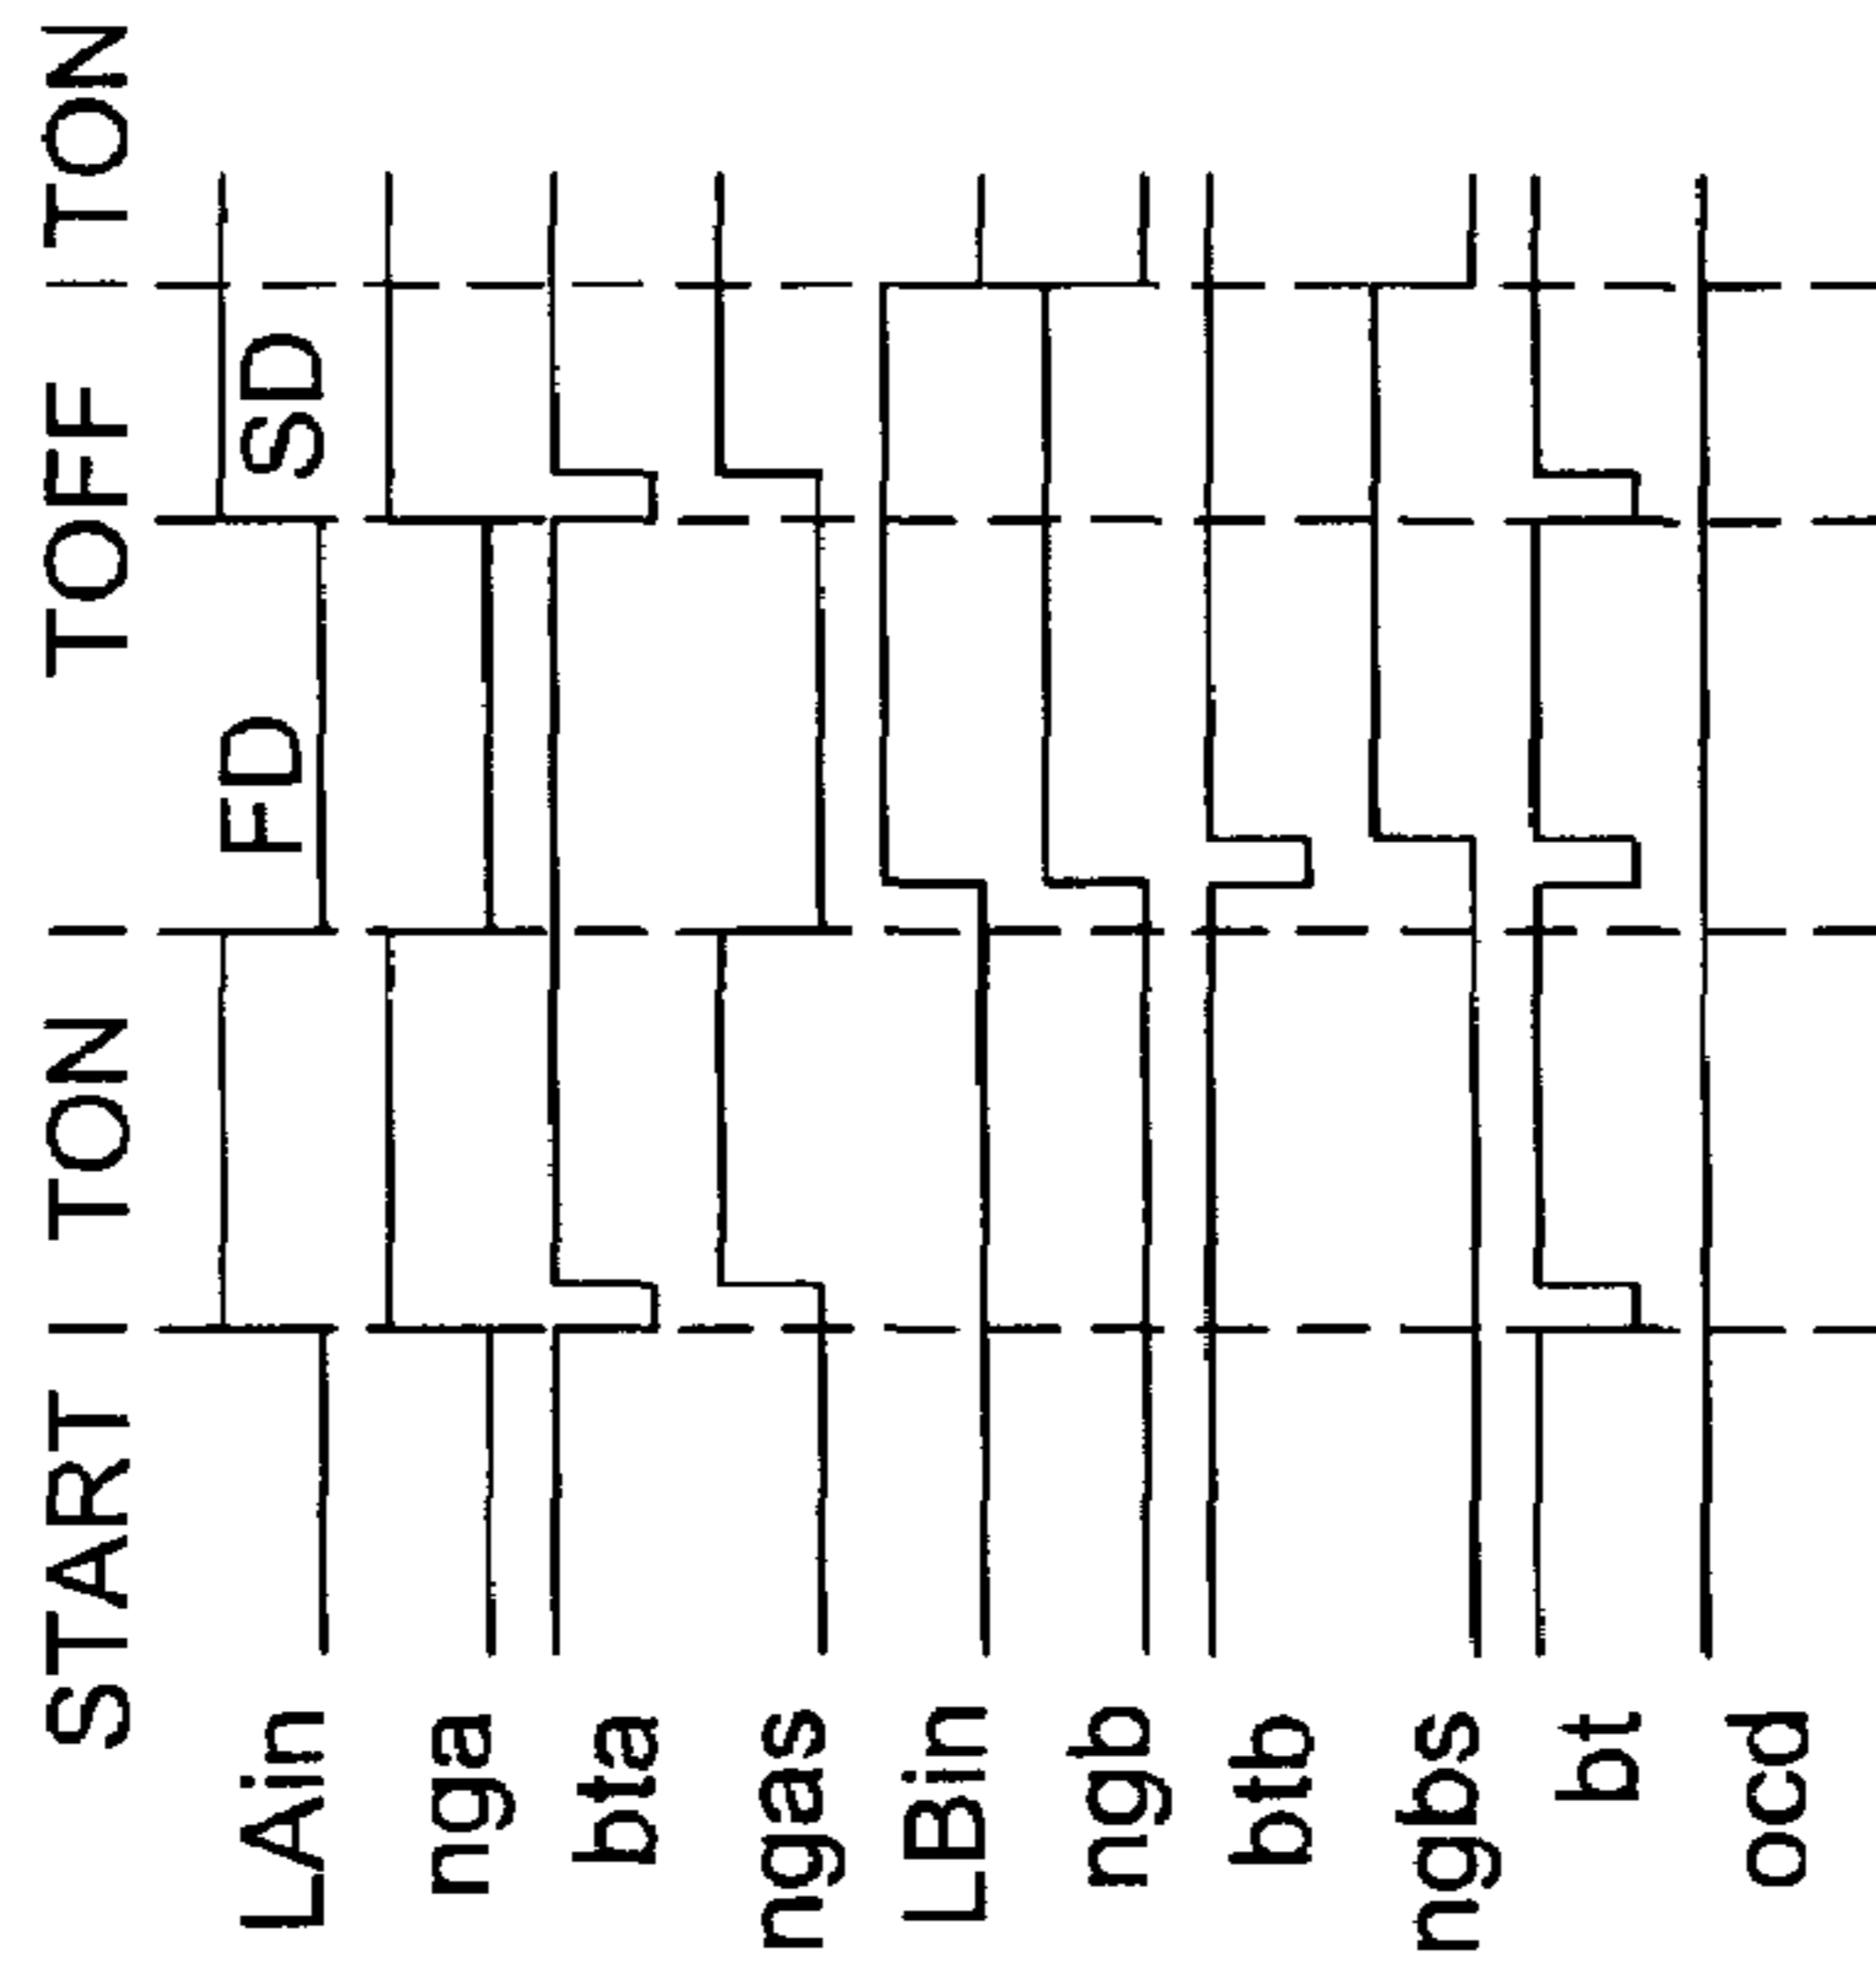 START | TON | TOFF | TON
LAin
FD
SD
nga
bta
ngas
LBin
ngb
btb
ngbs
bt
ocd